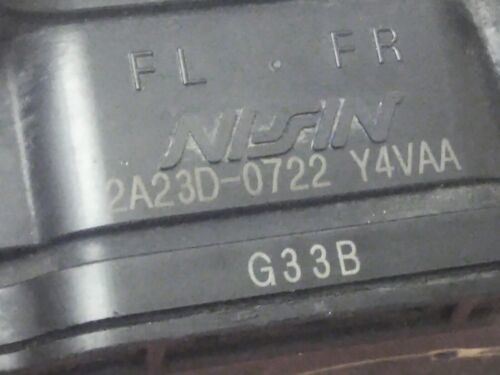 FL . FR
NISSIN
2A23D-0722 Y4VAA
G33B